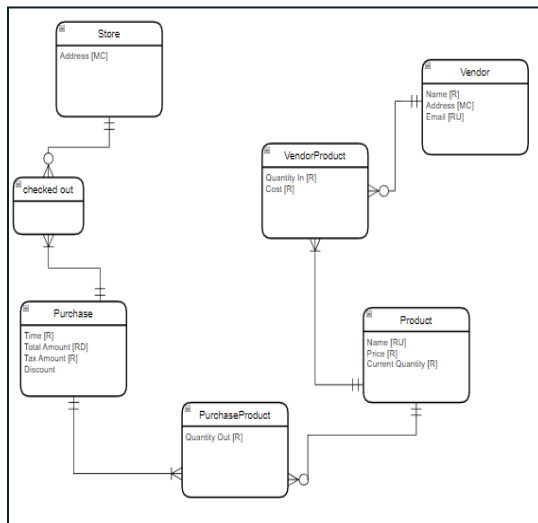 Store
Address [MC]
Vendor
Name [R]
Address [MC]
Email [RU]
VendorProduct
Quantity In [R]
Cost [R]
checked out
Purchase
Time [R]
Total Amount [RD]
Tax Amount [R]
Discount
Product
Name [RU]
Price [R]
Current Quantity [R]
PurchaseProduct
Quantity Out [R]